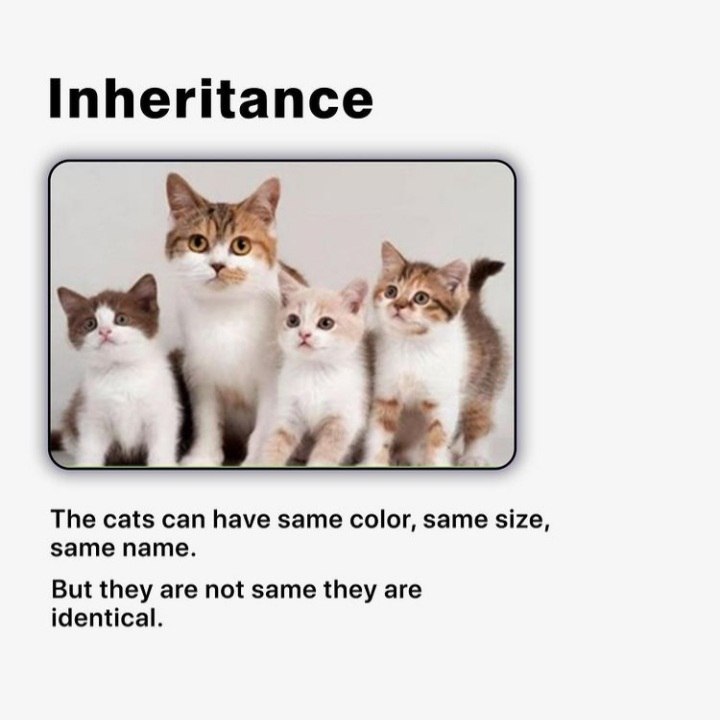 Inheritance
The cats can have same color, same size,
same name.
But they are not same they are
identical.